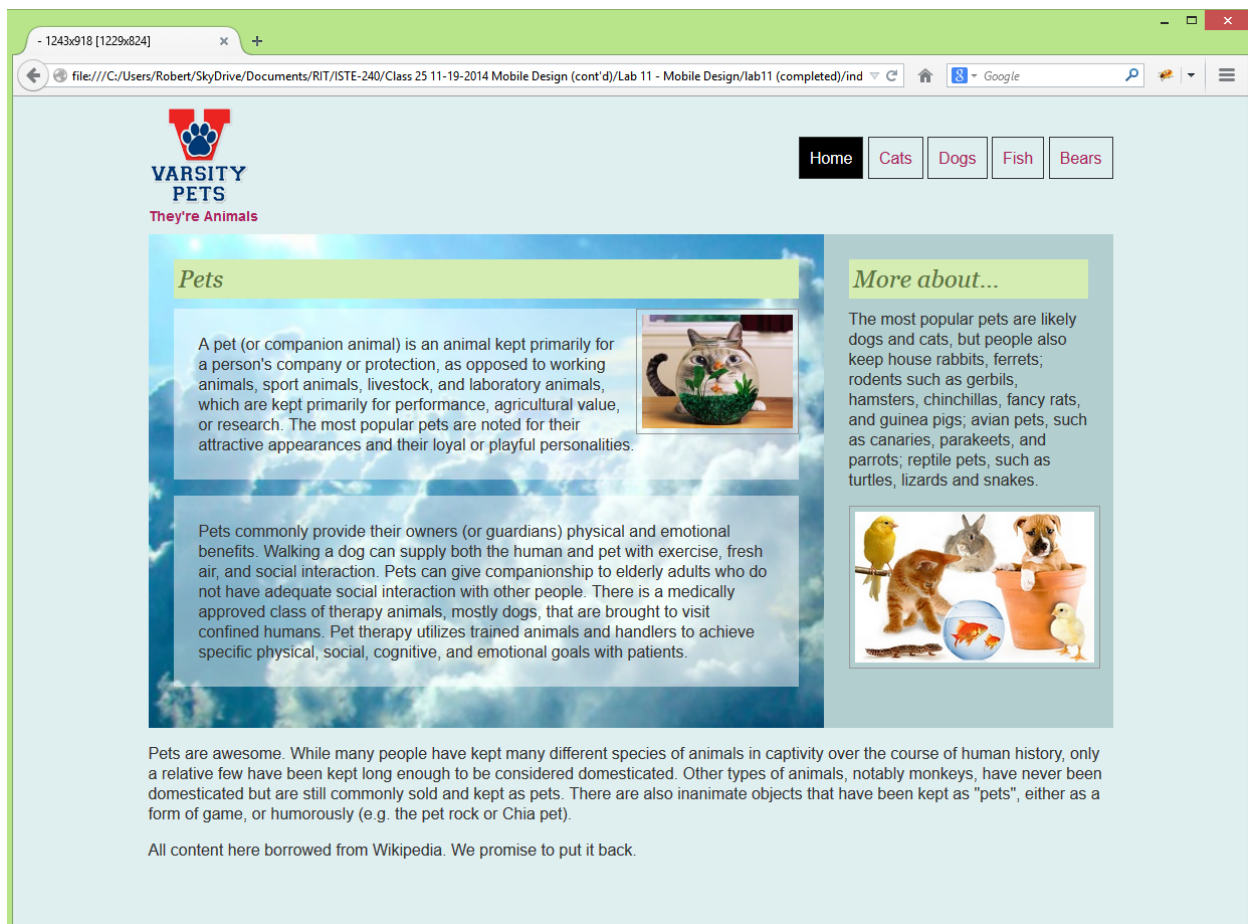 - 1243x918 [1229x824]
file:///C:/Users/Robert/SkyDrive/Documents/RIT/ISTE-240/Class 25 11-19-2014 Mobile Design (cont'd)/Lab 11 - Mobile Design/lab11 (completed)/ind
Google
VARSITY
PETS
They're Animals
Home Cats Dogs Fish Bears
Pets
A pet (or companion animal) is an animal kept primarily for
a person's company or protection, as opposed to working
animals, sport animals, livestock, and laboratory animals,
which are kept primarily for performance, agricultural value,
or research. The most popular pets are noted for their
attractive appearances and their loyal or playful personalities.
Pets commonly provide their owners (or guardians) physical and emotional
benefits. Walking a dog can supply both the human and pet with exercise, fresh
air, and social interaction. Pets can give companionship to elderly adults who do
not have adequate social interaction with other people. There is a medically
approved class of therapy animals, mostly dogs, that are brought to visit
confined humans. Pet therapy utilizes trained animals and handlers to achieve
specific physical, social, cognitive, and emotional goals with patients.
More about...
The most popular pets are likely
dogs and cats, but people also
keep house rabbits, ferrets;
rodents such as gerbils,
hamsters, chinchillas, fancy rats,
and guinea pigs; avian pets, such
as canaries, parakeets, and
parrots; reptile pets, such as
turtles, lizards and snakes.
Pets are awesome. While many people have kept many different species of animals in captivity over the course of human history, only
a relative few have been kept long enough to be considered domesticated. Other types of animals, notably monkeys, have never been
domesticated but are still commonly sold and kept as pets. There are also inanimate objects that have been kept as "pets", either as a
form of game, or humorously (e.g. the pet rock or Chia pet).
All content here borrowed from Wikipedia. We promise to put it back.